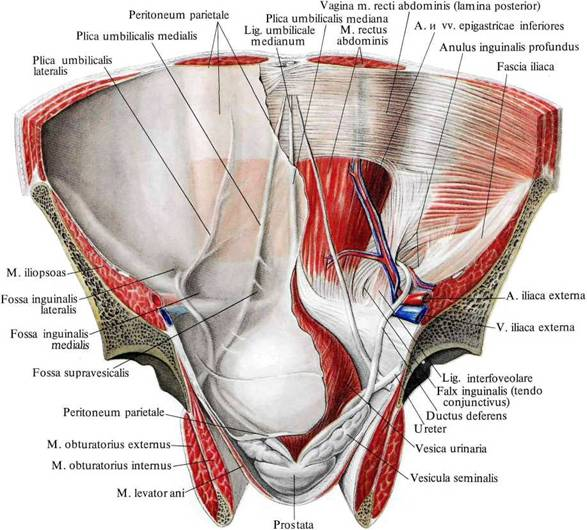 Vagina m. recti abdominis (lamina posterior)
Peritoneum parietale
Plica umbilicalis mediana
Plica umbilicalis medialis
Lig. umbilicale
medianum
M. rectus
abdominis
A. и vv. epigastricae inferiores
Anulus inguinalis profundus
Plica umbilicalis
lateralis
Fascia iliaca
M. iliopsoas
Fossa inguinalis
lateralis
Fossa inguinalis
medialis
Fossa supravesicalis
Peritoneum parietale
M. obturatorius externus
M. obturatorius internus
M. levator ani
Prostata
A. iliaca externa
V. iliaca externa
Lig. interfoveolare
Falx inguinalis (tendo
conjunctivus)
Ductus deferens
Ureter
Vesica urinaria
Vesicula seminalis